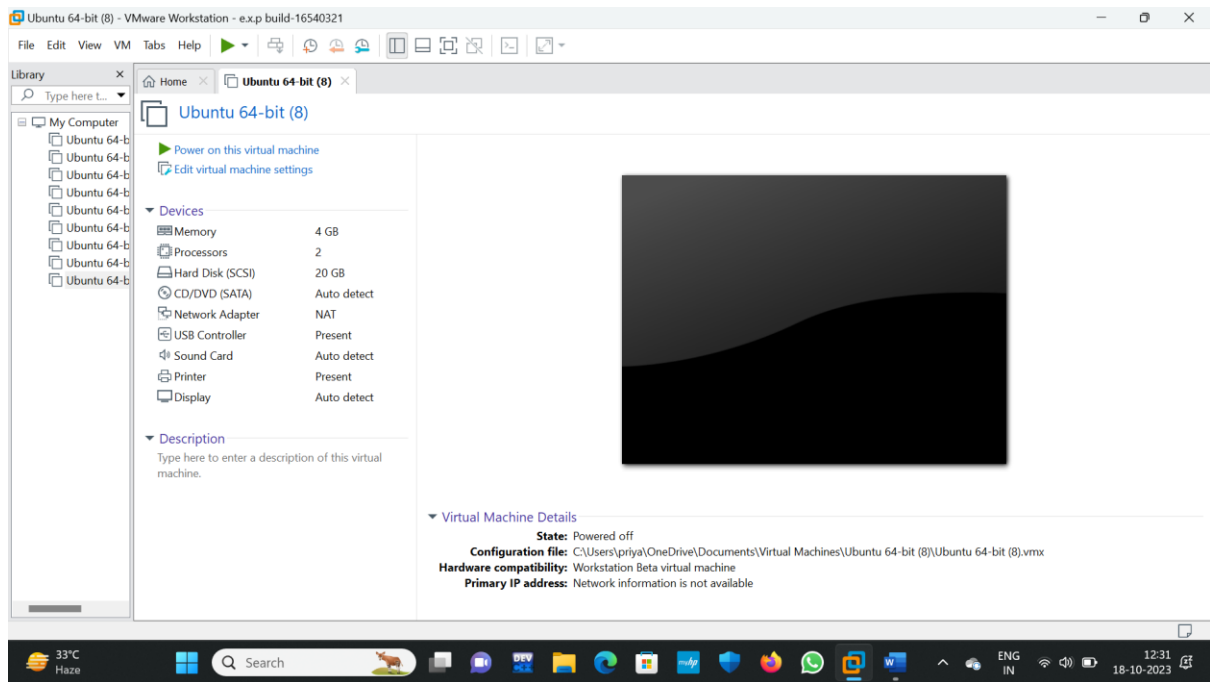 Ubuntu 64-bit (8) - VMware Workstation - e.x.p build-16540321
File Edit View VM Tabs Help
Library
Home
Ubuntu 64-bit (8)
Type here t...
My Computer
Ubuntu 64-b
Ubuntu 64-b
Ubuntu 64-b
Ubuntu 64-b
Ubuntu 64-b
Ubuntu 64-b
Ubuntu 64-b
Ubuntu 64-b
Ubuntu 64-b
Ubuntu 64-bit (8)
Power on this virtual machine
Edit virtual machine settings
Devices
Memory 4 GB
Processors 2
Hard Disk (SCSI) 20 GB
CD/DVD (SATA) Auto detect
Network Adapter NAT
USB Controller Present
Sound Card Auto detect
Printer Present
Display Auto detect
Description
Type here to enter a description of this virtual
machine.
Virtual Machine Details
State: Powered off
Configuration file: C:\Users\priya\OneDrive\Documents\Virtual Machines\Ubuntu 64-bit (8)\Ubuntu 64-bit (8).vmx
Hardware compatibility: Workstation Beta virtual machine
Primary IP address: Network information is not available
33°C
Haze
Search
DEV
myhp
W
ENG
IN
12:31
18-10-2023